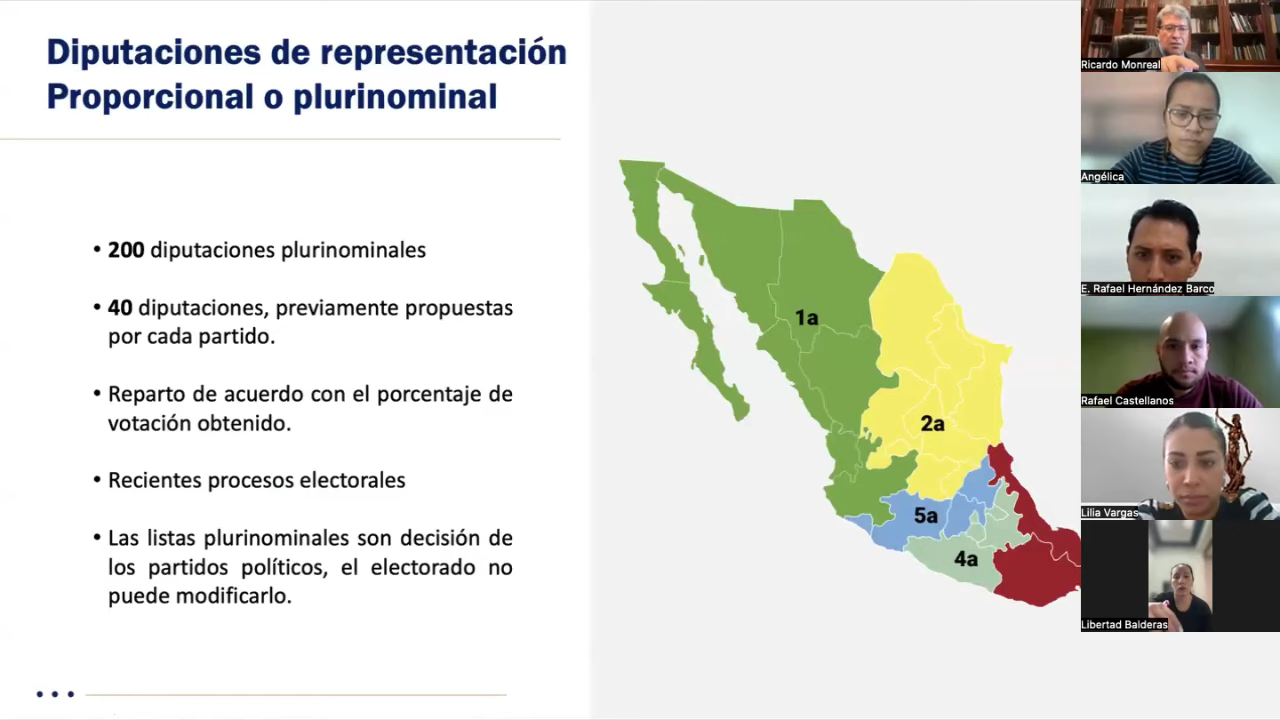 Diputaciones de representación
Proporcional o plurinominal
• 200 diputaciones plurinominales
• 40 diputaciones, previamente propuestas
por cada partido.
• Reparto de acuerdo con el porcentaje de
votación obtenido.
• Recientes procesos electorales
• Las listas plurinominales son decisión de
los partidos políticos, el electorado no
puede modificarlo.
1a
2a
5a
4a
Ricardo Monreal
Angélica
E. Rafael Hernández Barco
Rafael Castellanos
Lilia Vargas
Libertad Balderas